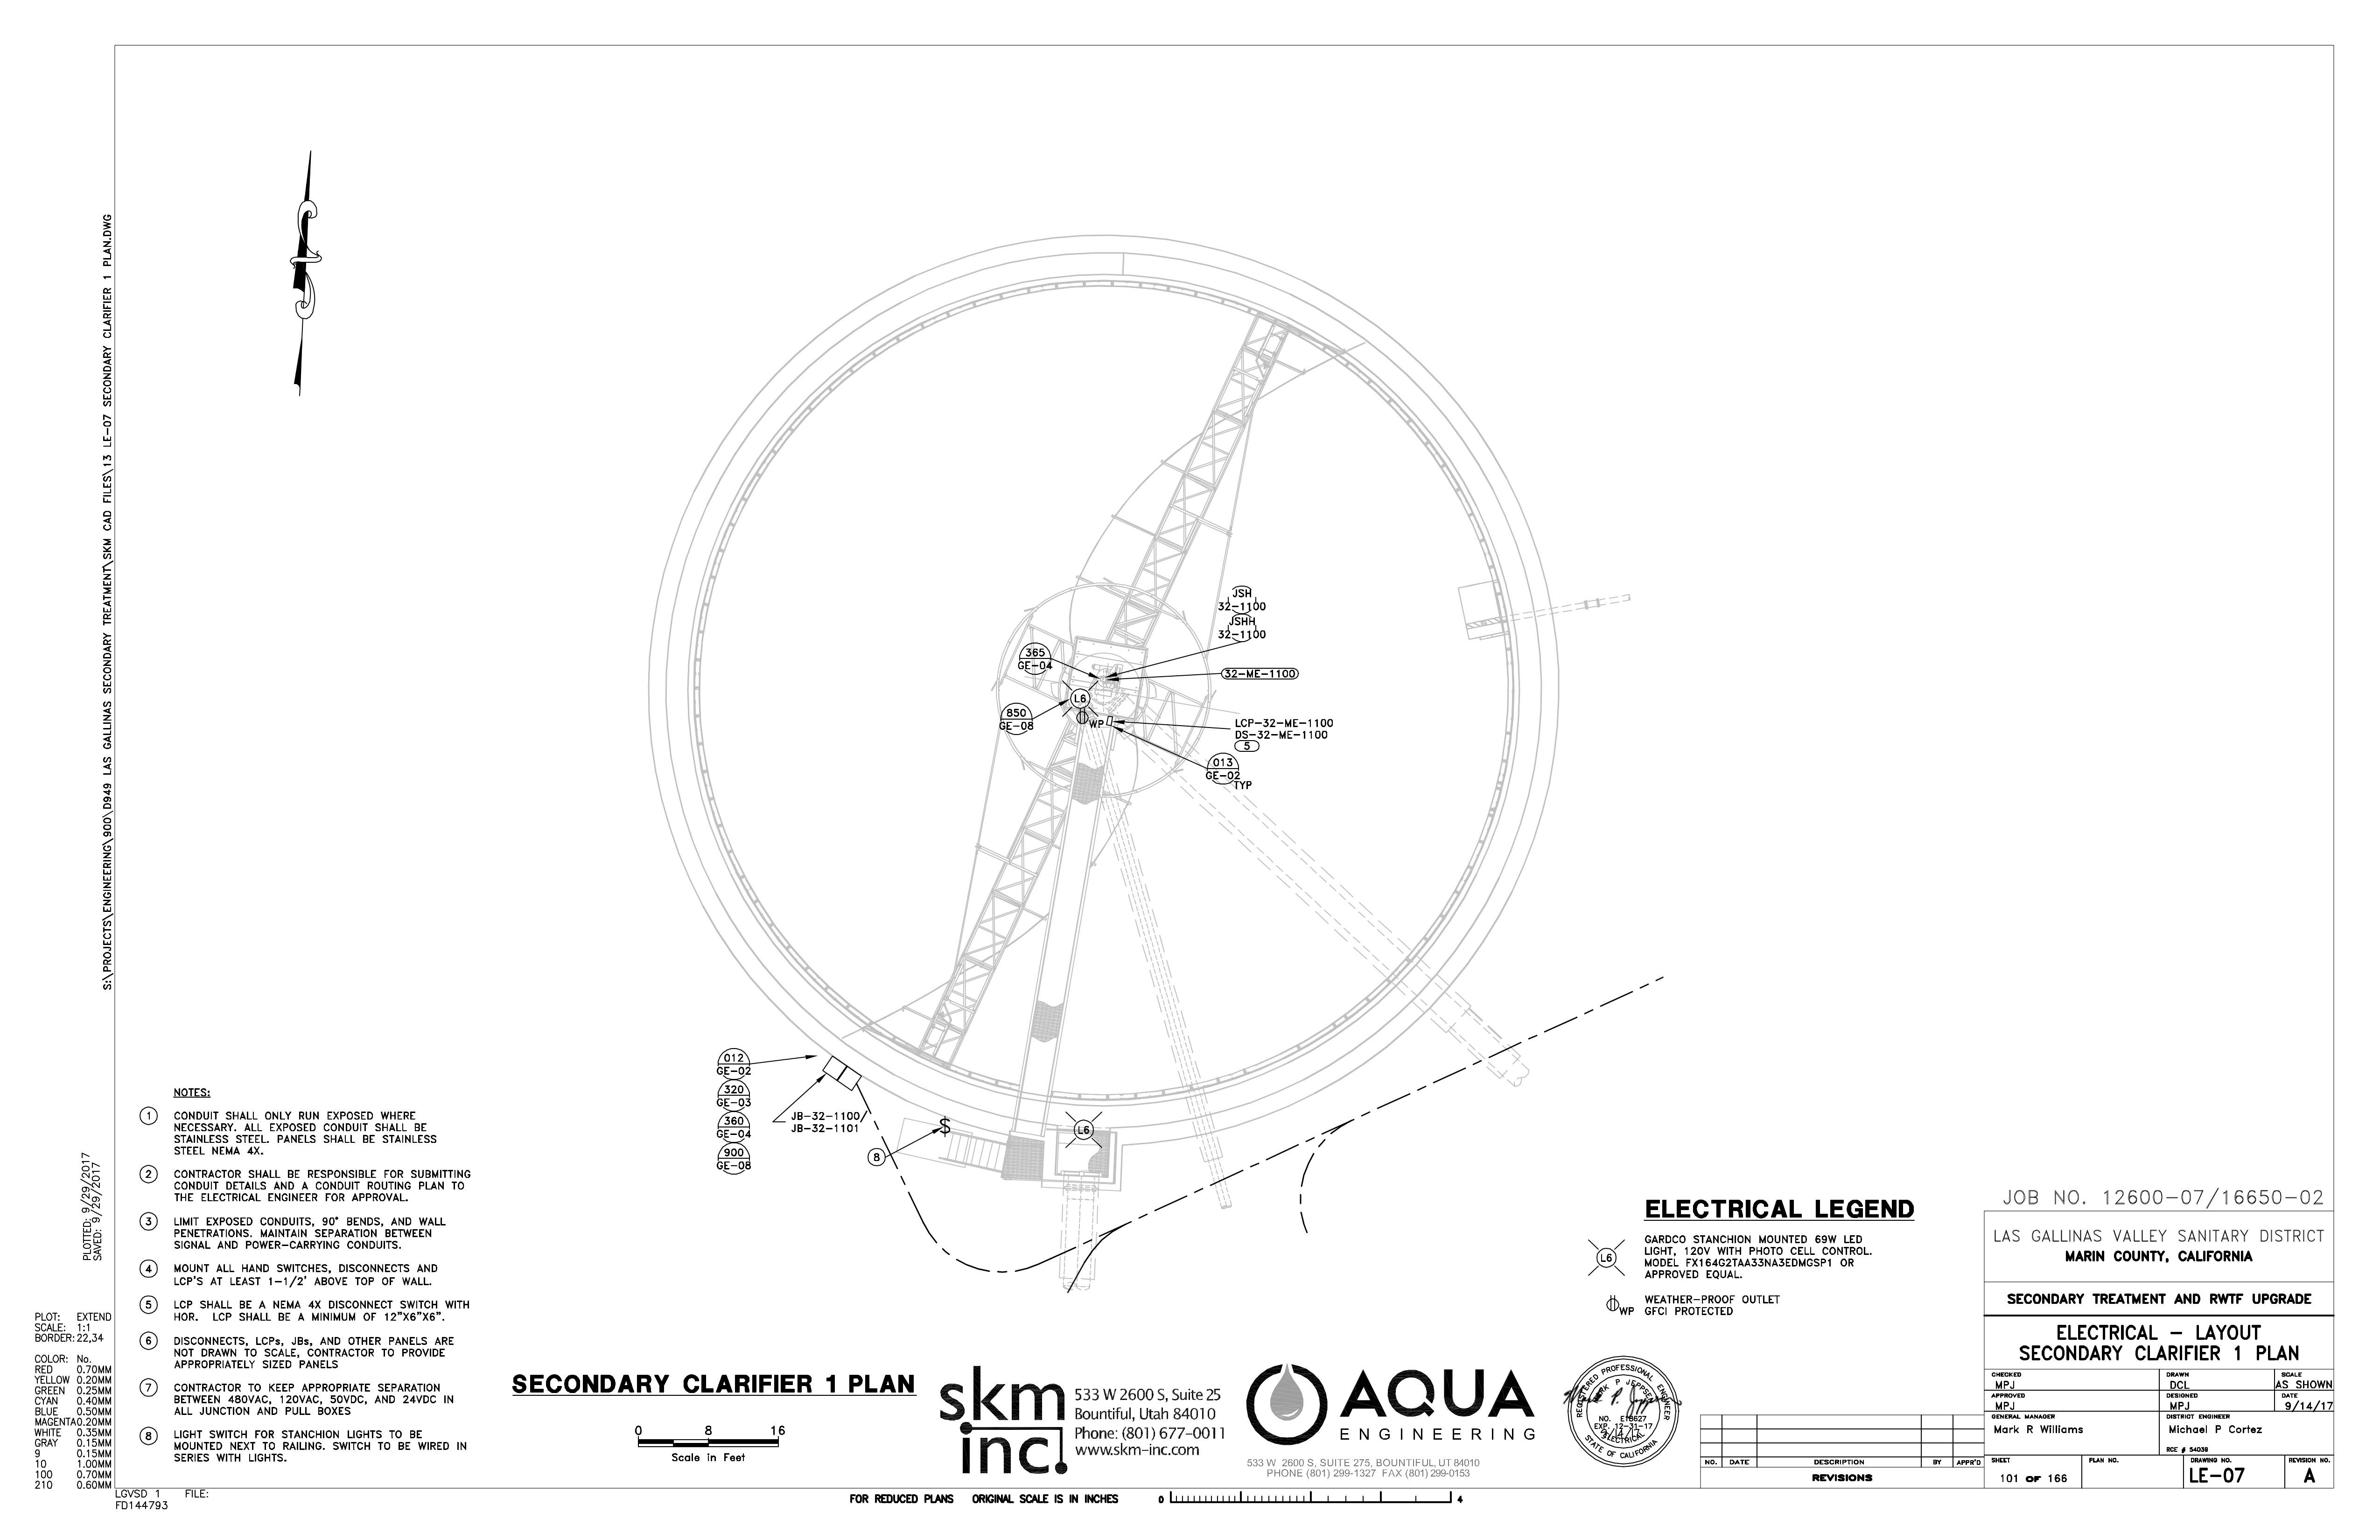 S:\PROJECTS\ENGINEERING\900\D949 LAS GALLINAS SECONDARY TREATMENT\SKM CAD FILES\13 LE-07 SECONDARY CLARIFIER 1 PLAN.DWG
PLOTTED: 9/29/2017
SAVED: 9/29/2017
PLOT: EXTEND
SCALE: 1:1
BORDER: 22,34
COLOR: No.
RED 0.70MM
YELLOW 0.20MM
GREEN 0.25MM
CYAN 0.40MM
BLUE 0.50MM
MAGENTA 0.20MM
WHITE 0.35MM
GRAY 0.15MM
9 0.15MM
10 1.00MM
100 0.70MM
210 0.60MM
LGVSD 1 FILE:
FD144793
JSH
32-1100
JSHH
32-1100
365
GE-04
32-ME-1100
L6
850
GE-08
WP
LCP-32-ME-1100
DS-32-ME-1100
5
013
GE-02
TYP
012
GE-02
320
GE-03
360
GE-04
900
GE-08
JB-32-1100/
JB-32-1101
$
8
L6
NOTES:
1 CONDUIT SHALL ONLY RUN EXPOSED WHERE
NECESSARY. ALL EXPOSED CONDUIT SHALL BE
STAINLESS STEEL. PANELS SHALL BE STAINLESS
STEEL NEMA 4X.
2 CONTRACTOR SHALL BE RESPONSIBLE FOR SUBMITTING
CONDUIT DETAILS AND A CONDUIT ROUTING PLAN TO
THE ELECTRICAL ENGINEER FOR APPROVAL.
3 LIMIT EXPOSED CONDUITS, 90° BENDS, AND WALL
PENETRATIONS. MAINTAIN SEPARATION BETWEEN
SIGNAL AND POWER-CARRYING CONDUITS.
4 MOUNT ALL HAND SWITCHES, DISCONNECTS AND
LCP'S AT LEAST 1-1/2' ABOVE TOP OF WALL.
5 LCP SHALL BE A NEMA 4X DISCONNECT SWITCH WITH
HOR. LCP SHALL BE A MINIMUM OF 12"X6"X6".
6 DISCONNECTS, LCPs, JBs, AND OTHER PANELS ARE
NOT DRAWN TO SCALE, CONTRACTOR TO PROVIDE
APPROPRIATELY SIZED PANELS
7 CONTRACTOR TO KEEP APPROPRIATE SEPARATION
BETWEEN 480VAC, 120VAC, 50VDC, AND 24VDC IN
ALL JUNCTION AND PULL BOXES
8 LIGHT SWITCH FOR STANCHION LIGHTS TO BE
MOUNTED NEXT TO RAILING. SWITCH TO BE WIRED IN
SERIES WITH LIGHTS.
SECONDARY CLARIFIER 1 PLAN
0 8 16
Scale in Feet
skm
inc.
533 W 2600 S, Suite 25
Bountiful, Utah 84010
Phone: (801) 677-0011
www.skm-inc.com
AQUA
ENGINEERING
533 W 2600 S, SUITE 275, BOUNTIFUL, UT 84010
PHONE (801) 299-1327 FAX (801) 299-0153
FOR REDUCED PLANS ORIGINAL SCALE IS IN INCHES 0 4
ELECTRICAL LEGEND
L6 GARDCO STANCHION MOUNTED 69W LED
LIGHT, 120V WITH PHOTO CELL CONTROL.
MODEL FX164G2TAA33NA3EDMGSP1 OR
APPROVED EQUAL.
WP WEATHER-PROOF OUTLET
GFCI PROTECTED
REGISTERED PROFESSIONAL ENGINEER
MARK P JEPPSEN
NO. E18627
EXP. 12-31-17
9/14/17
ELECTRICAL
STATE OF CALIFORNIA
NO. DATE DESCRIPTION BY APPR'D
REVISIONS
JOB NO. 12600-07/16650-02
LAS GALLINAS VALLEY SANITARY DISTRICT
MARIN COUNTY, CALIFORNIA
SECONDARY TREATMENT AND RWTF UPGRADE
ELECTRICAL - LAYOUT
SECONDARY CLARIFIER 1 PLAN
CHECKED MPJ DRAWN DCL SCALE AS SHOWN
APPROVED MPJ DESIGNED MPJ DATE 9/14/17
GENERAL MANAGER DISTRICT ENGINEER
Mark R Williams Michael P Cortez
RCE # 54038
SHEET PLAN NO. DRAWING NO. REVISION NO.
101 OF 166 LE-07 A